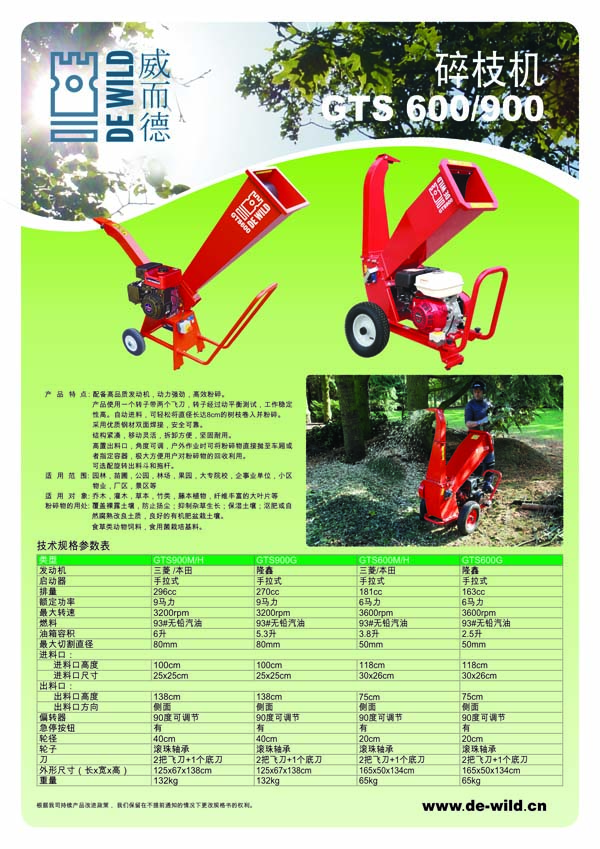 DE WILD
威而德
碎枝机
GTS 600/900
GTS600
DE WILD
DE WILD
产 品 特 点: 配备高品质发动机，动力强劲，高效粉碎。
产品使用一个转子带两个飞刀，转子经过动平衡测试，工作稳定
性高。自动进料，可轻松将直径长达8cm的树枝卷入并粉碎。
采用优质钢材双面焊接，安全可靠。
结构紧凑，移动灵活，拆卸方便，坚固耐用。
高置出料口，角度可调，户外作业时可将粉碎物直接抛至车厢或
者指定容器，极大方便用户对粉碎物的回收利用。
可选配旋转出料斗和拖杆。
适 用 范 围: 园林，苗圃，公园，林场，果园，大专院校，企事业单位，小区
物业，厂区，景区等
适 用 对 象: 乔木，灌木，草本，竹类，藤本植物，纤维丰富的大叶片等
粉碎物的用处: 覆盖裸露土壤，防止扬尘；抑制杂草生长；保湿土壤；沤肥或自
然腐熟改良土质，良好的有机肥盆栽土壤。
食草类动物饲料，食用菌栽培基料。
技术规格参数表
类型 GTS900M/H GTS900G GTS600M/H GTS600G
发动机 三菱 /本田 隆鑫 三菱/本田 隆鑫
启动器 手拉式 手拉式 手拉式 手拉式
排量 296cc 270cc 181cc 163cc
额定功率 9马力 9马力 6马力 6马力
最大转速 3200rpm 3200rpm 3600rpm 3600rpm
燃料 93#无铅汽油 93#无铅汽油 93#无铅汽油 93#无铅汽油
油箱容积 6升 5.3升 3.8升 2.5升
最大切割直径 80mm 80mm 50mm 50mm
进料口：
进料口高度 100cm 100cm 118cm 118cm
进料口尺寸 25x25cm 25x25cm 30x26cm 30x26cm
出料口：
出料口高度 138cm 138cm 75cm 75cm
出料口方向 侧面 侧面 侧面 侧面
偏转器 90度可调节 90度可调节 90度可调节 90度可调节
急停按钮 有 有 有 有
轮径 40cm 40cm 20cm 20cm
轮子 滚珠轴承 滚珠轴承 滚珠轴承 滚珠轴承
刀 2把飞刀+1个底刀 2把飞刀+1个底刀 2把飞刀+1个底刀 2把飞刀+1个底刀
外形尺寸（长x宽x高） 125x67x138cm 125x67x138cm 165x50x134cm 165x50x134cm
重量 132kg 132kg 65kg 65kg
根据我司持续产品改进政策，我们保留在不提前通知的情况下更改规格书的权利。
www.de-wild.cn